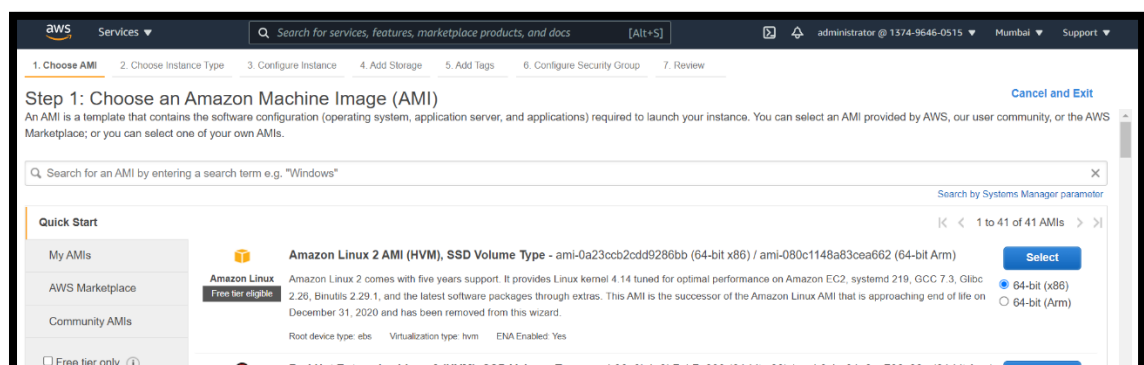 aws Services ▼ Search for services, features, marketplace products, and docs [Alt+S] administrator @ 1374-9646-0515 ▼ Mumbai ▼ Support ▼
1. Choose AMI 2. Choose Instance Type 3. Configure Instance 4. Add Storage 5. Add Tags 6. Configure Security Group 7. Review
Step 1: Choose an Amazon Machine Image (AMI)
Cancel and Exit
An AMI is a template that contains the software configuration (operating system, application server, and applications) required to launch your instance. You can select an AMI provided by AWS, our user community, or the AWS
Marketplace; or you can select one of your own AMIs.
Search for an AMI by entering a search term e.g. "Windows"
Search by Systems Manager parameter
Quick Start
1 to 41 of 41 AMIs
My AMIs
AWS Marketplace
Community AMIs
Free tier only
Amazon Linux
Free tier eligible
Amazon Linux 2 AMI (HVM), SSD Volume Type - ami-0a23ccb2cdd9286bb (64-bit x86) / ami-080c1148a83cea662 (64-bit Arm)
Amazon Linux 2 comes with five years support. It provides Linux kernel 4.14 tuned for optimal performance on Amazon EC2, systemd 219, GCC 7.3, Glibc
2.26, Binutils 2.29.1, and the latest software packages through extras. This AMI is the successor of the Amazon Linux AMI that is approaching end of life on
December 31, 2020 and has been removed from this wizard.
Root device type: ebs Virtualization type: hvm ENA Enabled: Yes
Select
64-bit (x86)
64-bit (Arm)